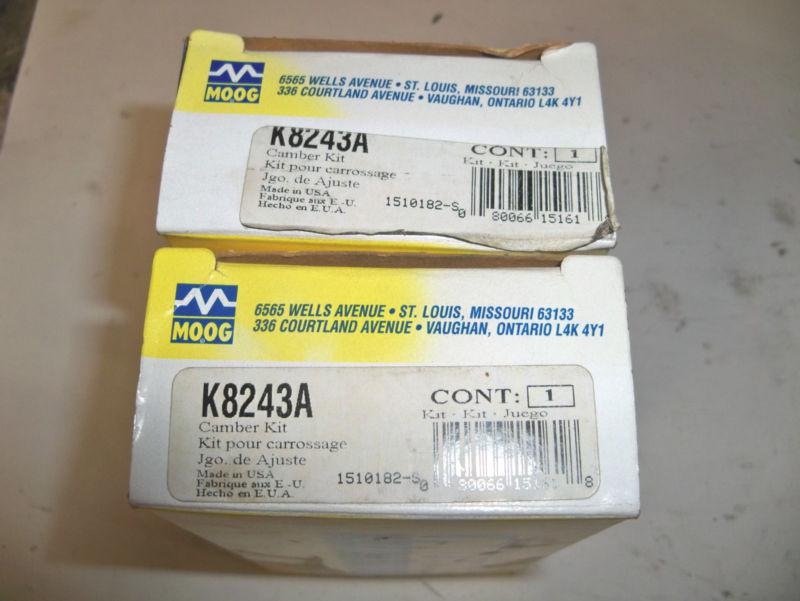 MOOG
6565 WELLS AVENUE • ST. LOUIS, MISSOURI 63133
336 COURTLAND AVENUE • VAUGHAN, ONTARIO L4K 4Y1
K8243A
Camber Kit
Kit pour carrossage
Jgo. de Ajuste
Made in USA
Fabrique aux E.-U.
Hecho en E.U.A.
CONT: 1
Kit · Kit · Juego
1510182-S
0 80066 15161
MOOG
6565 WELLS AVENUE • ST. LOUIS, MISSOURI 63133
336 COURTLAND AVENUE • VAUGHAN, ONTARIO L4K 4Y1
K8243A
Camber Kit
Kit pour carrossage
Jgo. de Ajuste
Made in USA
Fabrique aux E.-U.
Hecho en E.U.A.
CONT: 1
Kit · Kit · Juego
1510182-S
0 80066 15161 8